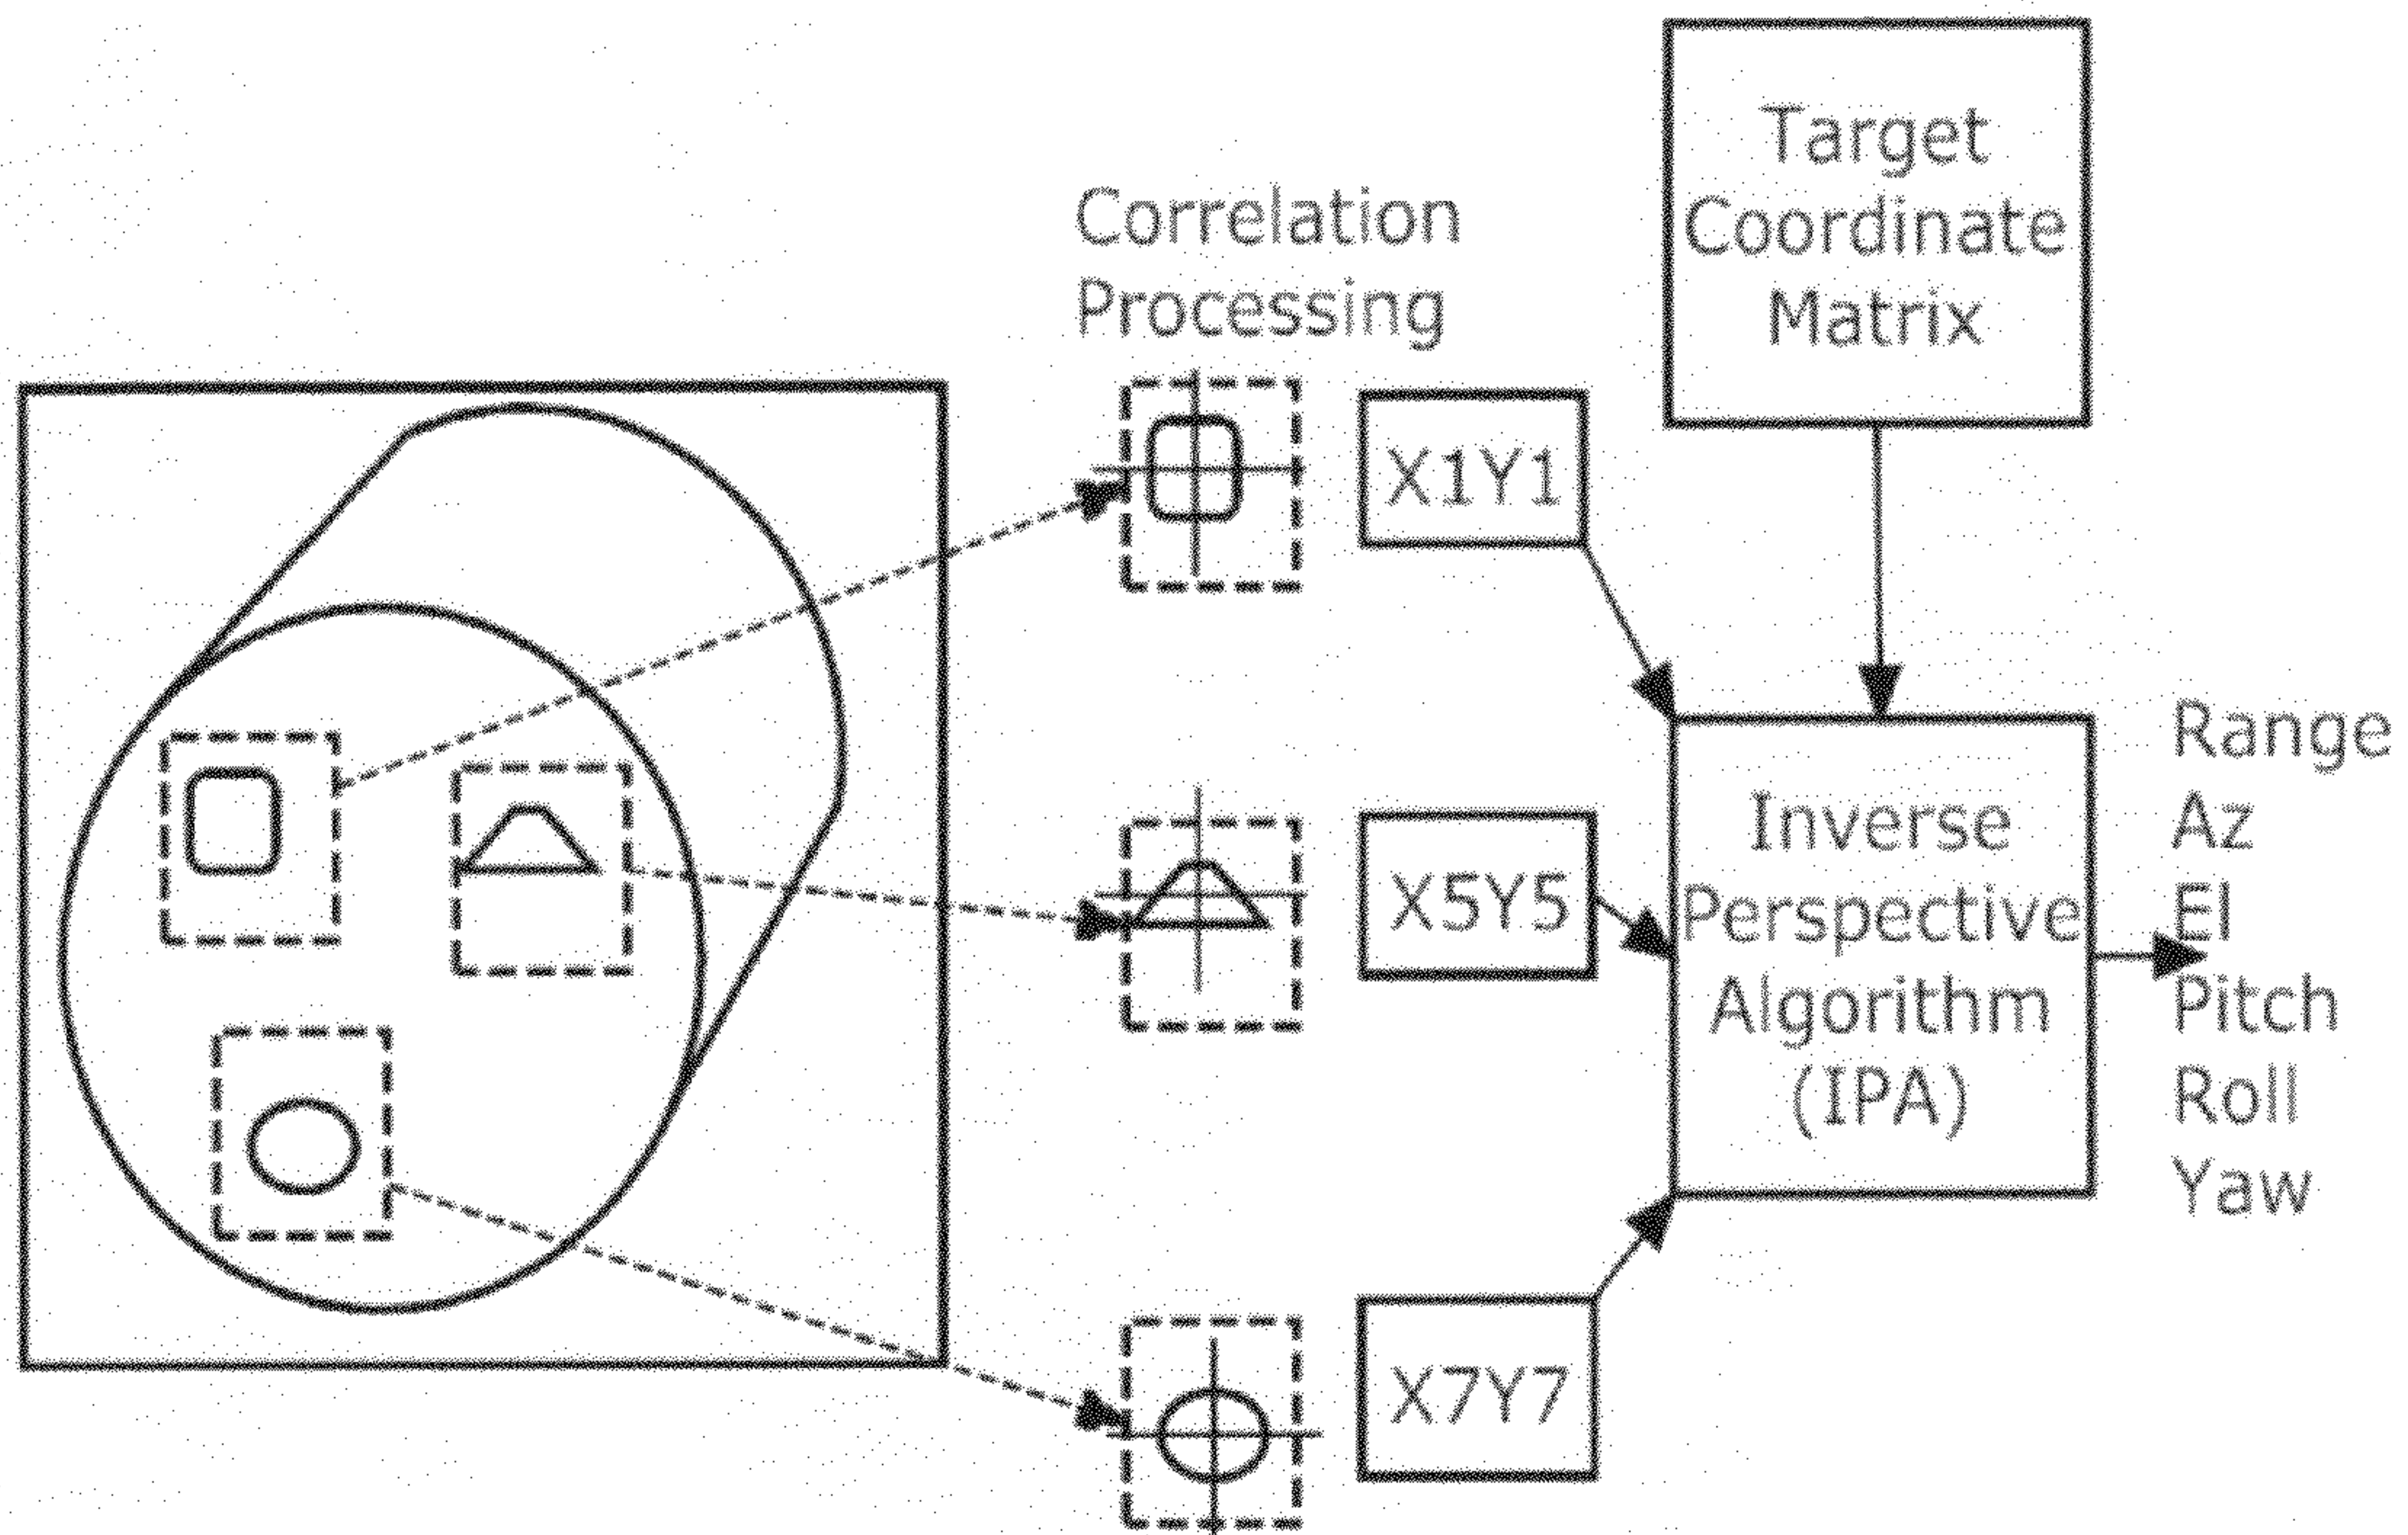 Target
Coordinate
Matrix
Correlation
Processing
X1Y1
X5Y5
X7Y7
Inverse
Perspective
Algorithm
(IPA)
Range
Az
El
Pitch
Roll
Yaw